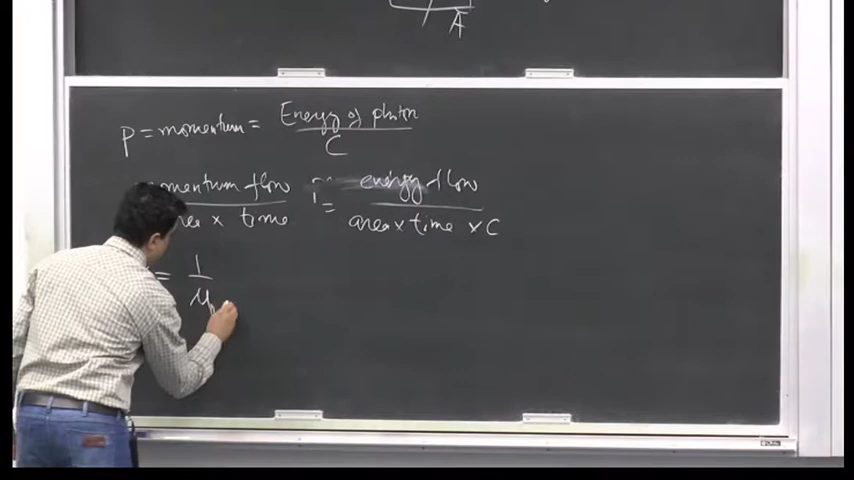 A
P = momentum = Energy of photon
C
momentum flow = energy flow
area x time area x time x C
= 1
μ